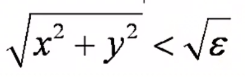 √(x² + y²) < √ε